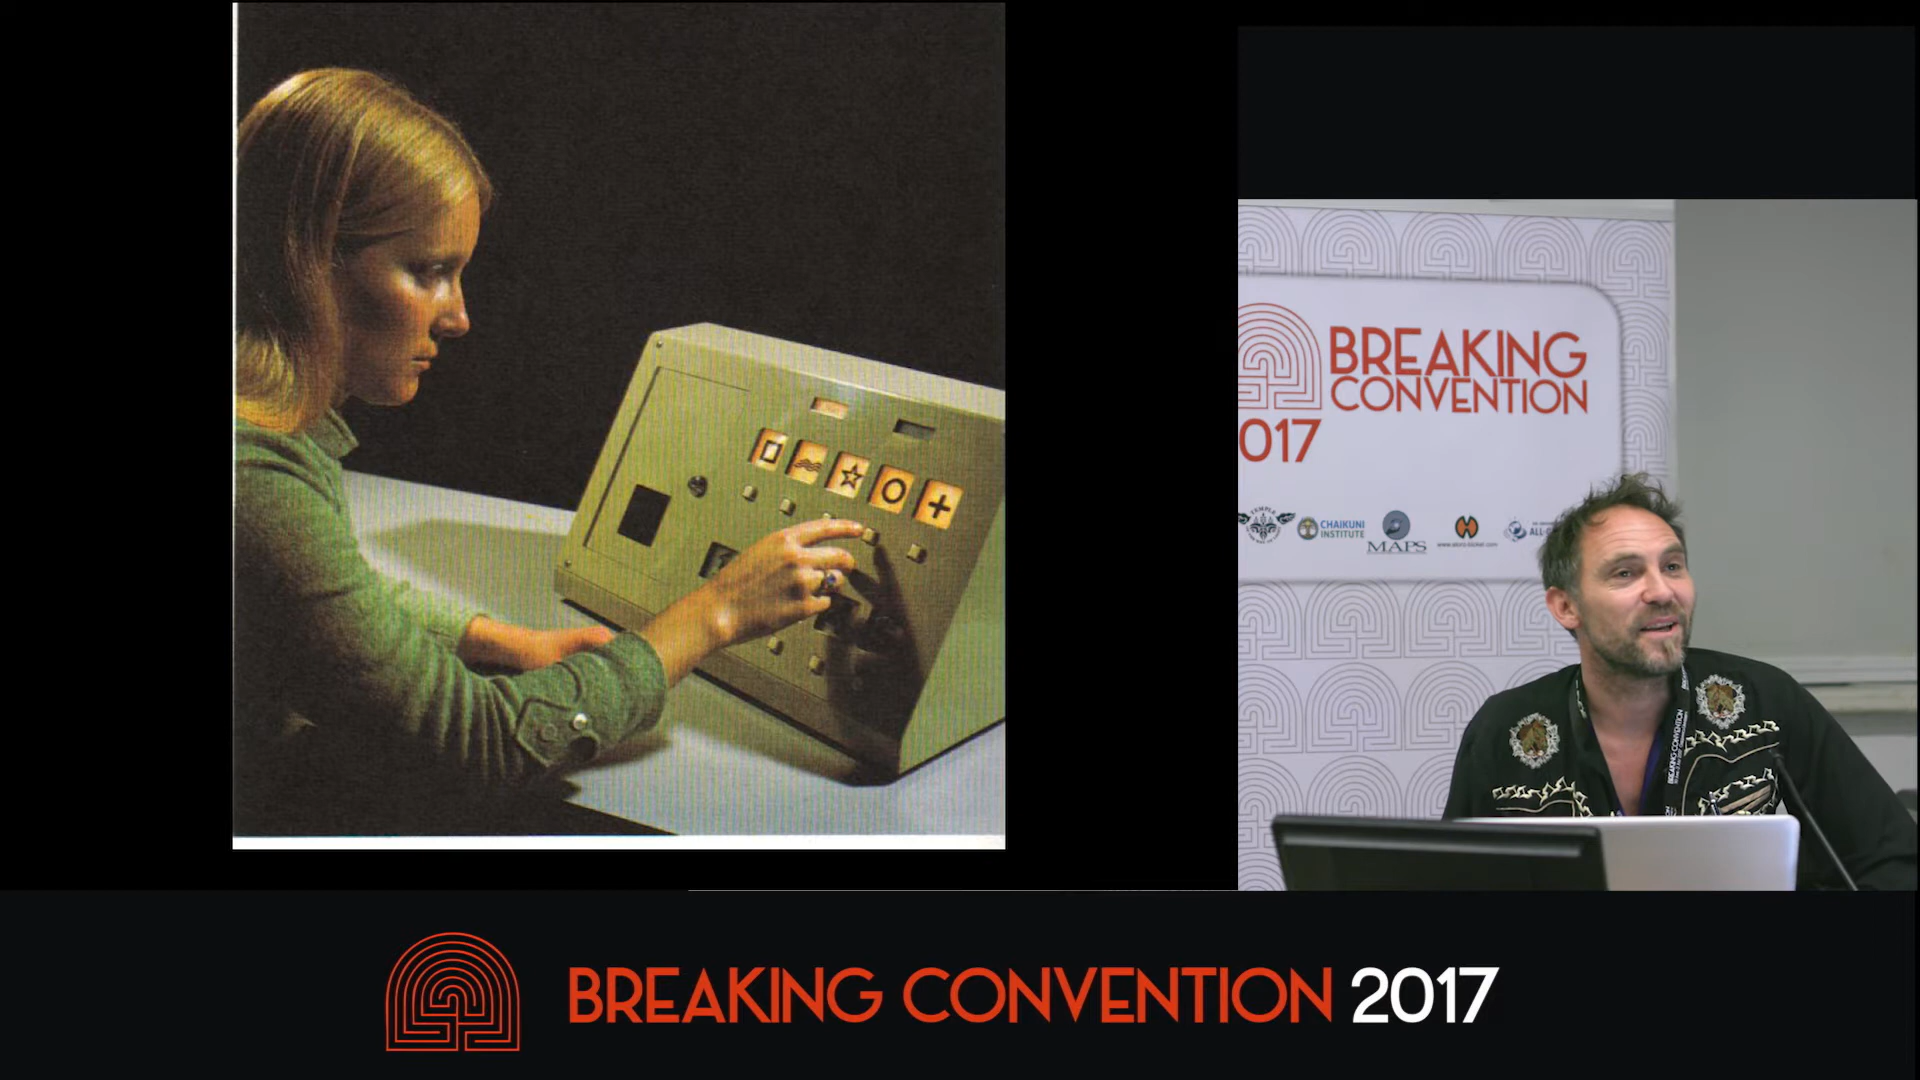 BREAKING
CONVENTION
017
CHAIKUNI
INSTITUTE
MAPS
BREAKING CONVENTION 2017